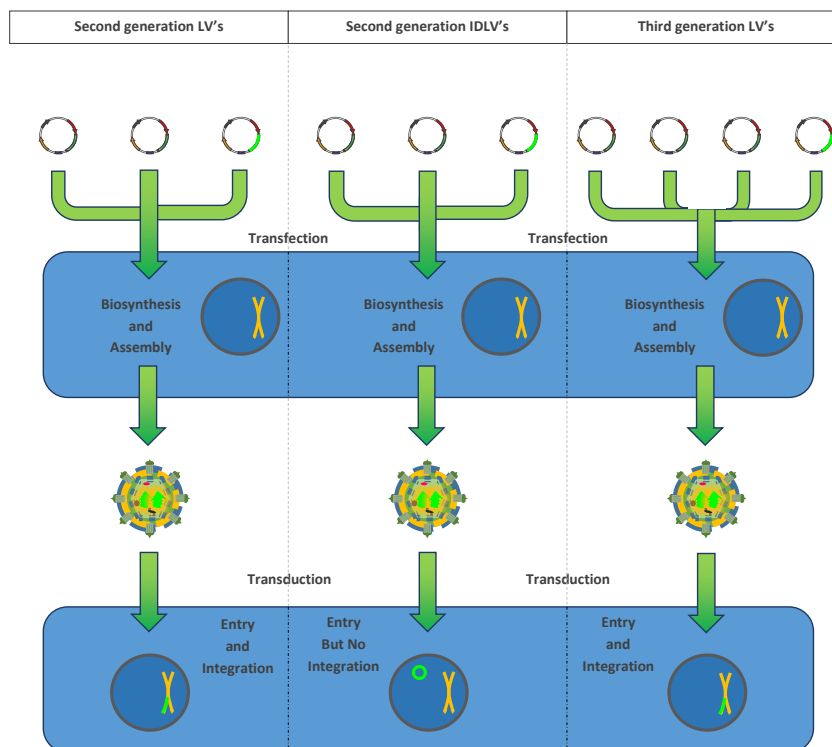 Second generation LV's
Second generation IDLV's
Third generation LV's
Transfection
Transfection
Biosynthesis
and
Assembly
Biosynthesis
and
Assembly
Biosynthesis
and
Assembly
Transduction
Transduction
Entry
and
Integration
Entry
But No
Integration
Entry
and
Integration